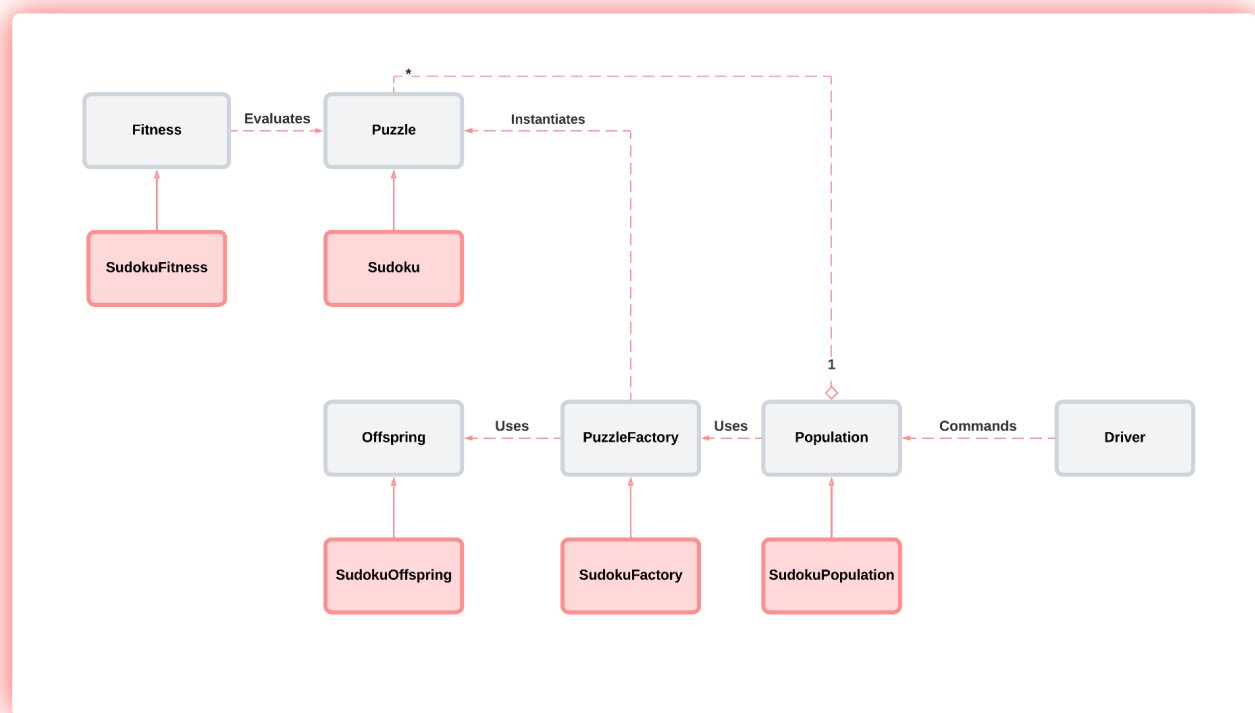 *
Fitness
Evaluates
Puzzle
Instantiates
SudokuFitness
Sudoku
1
Offspring
Uses
PuzzleFactory
Uses
Population
Commands
Driver
SudokuOffspring
SudokuFactory
SudokuPopulation